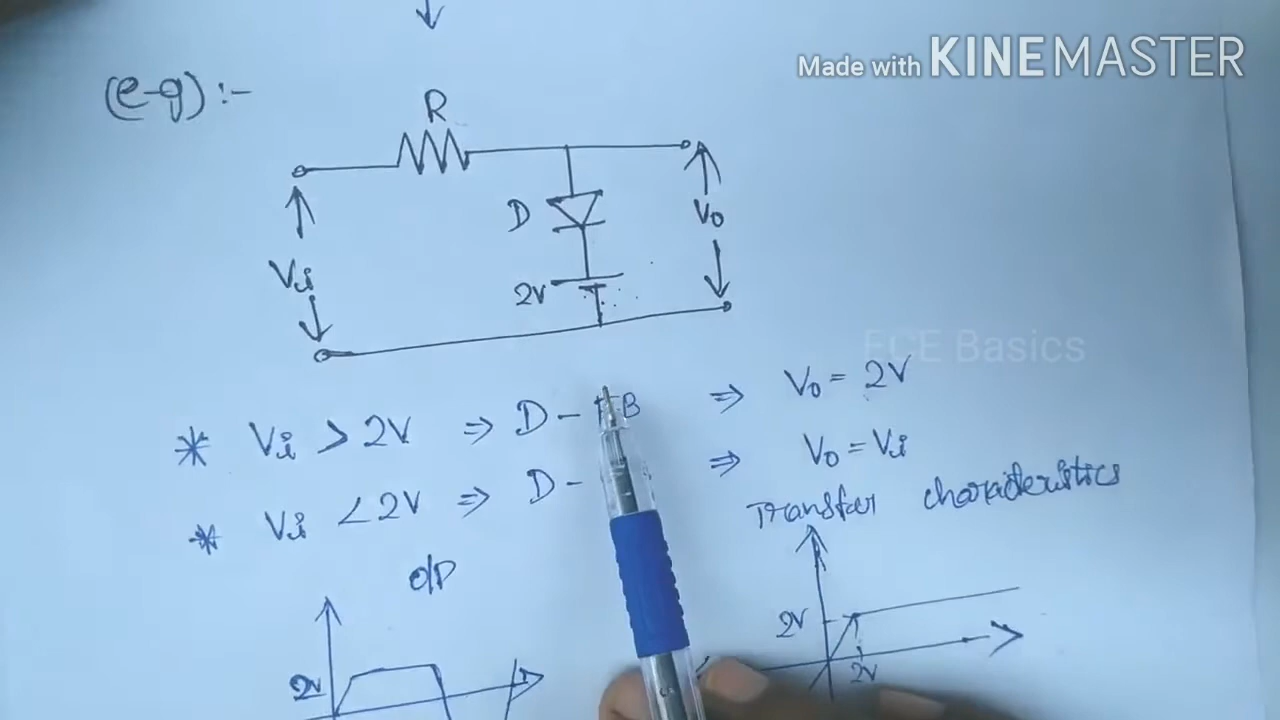 Made with KINEMASTER
(e-g):-
R
D
Vo
Vi
2V
ECE Basics
* Vi > 2V ⇒ D - FB ⇒ Vo = 2V
* Vi < 2V ⇒ D - ⇒ Vo = Vi
Transfer characteristics
o/p
2V
2V
2V